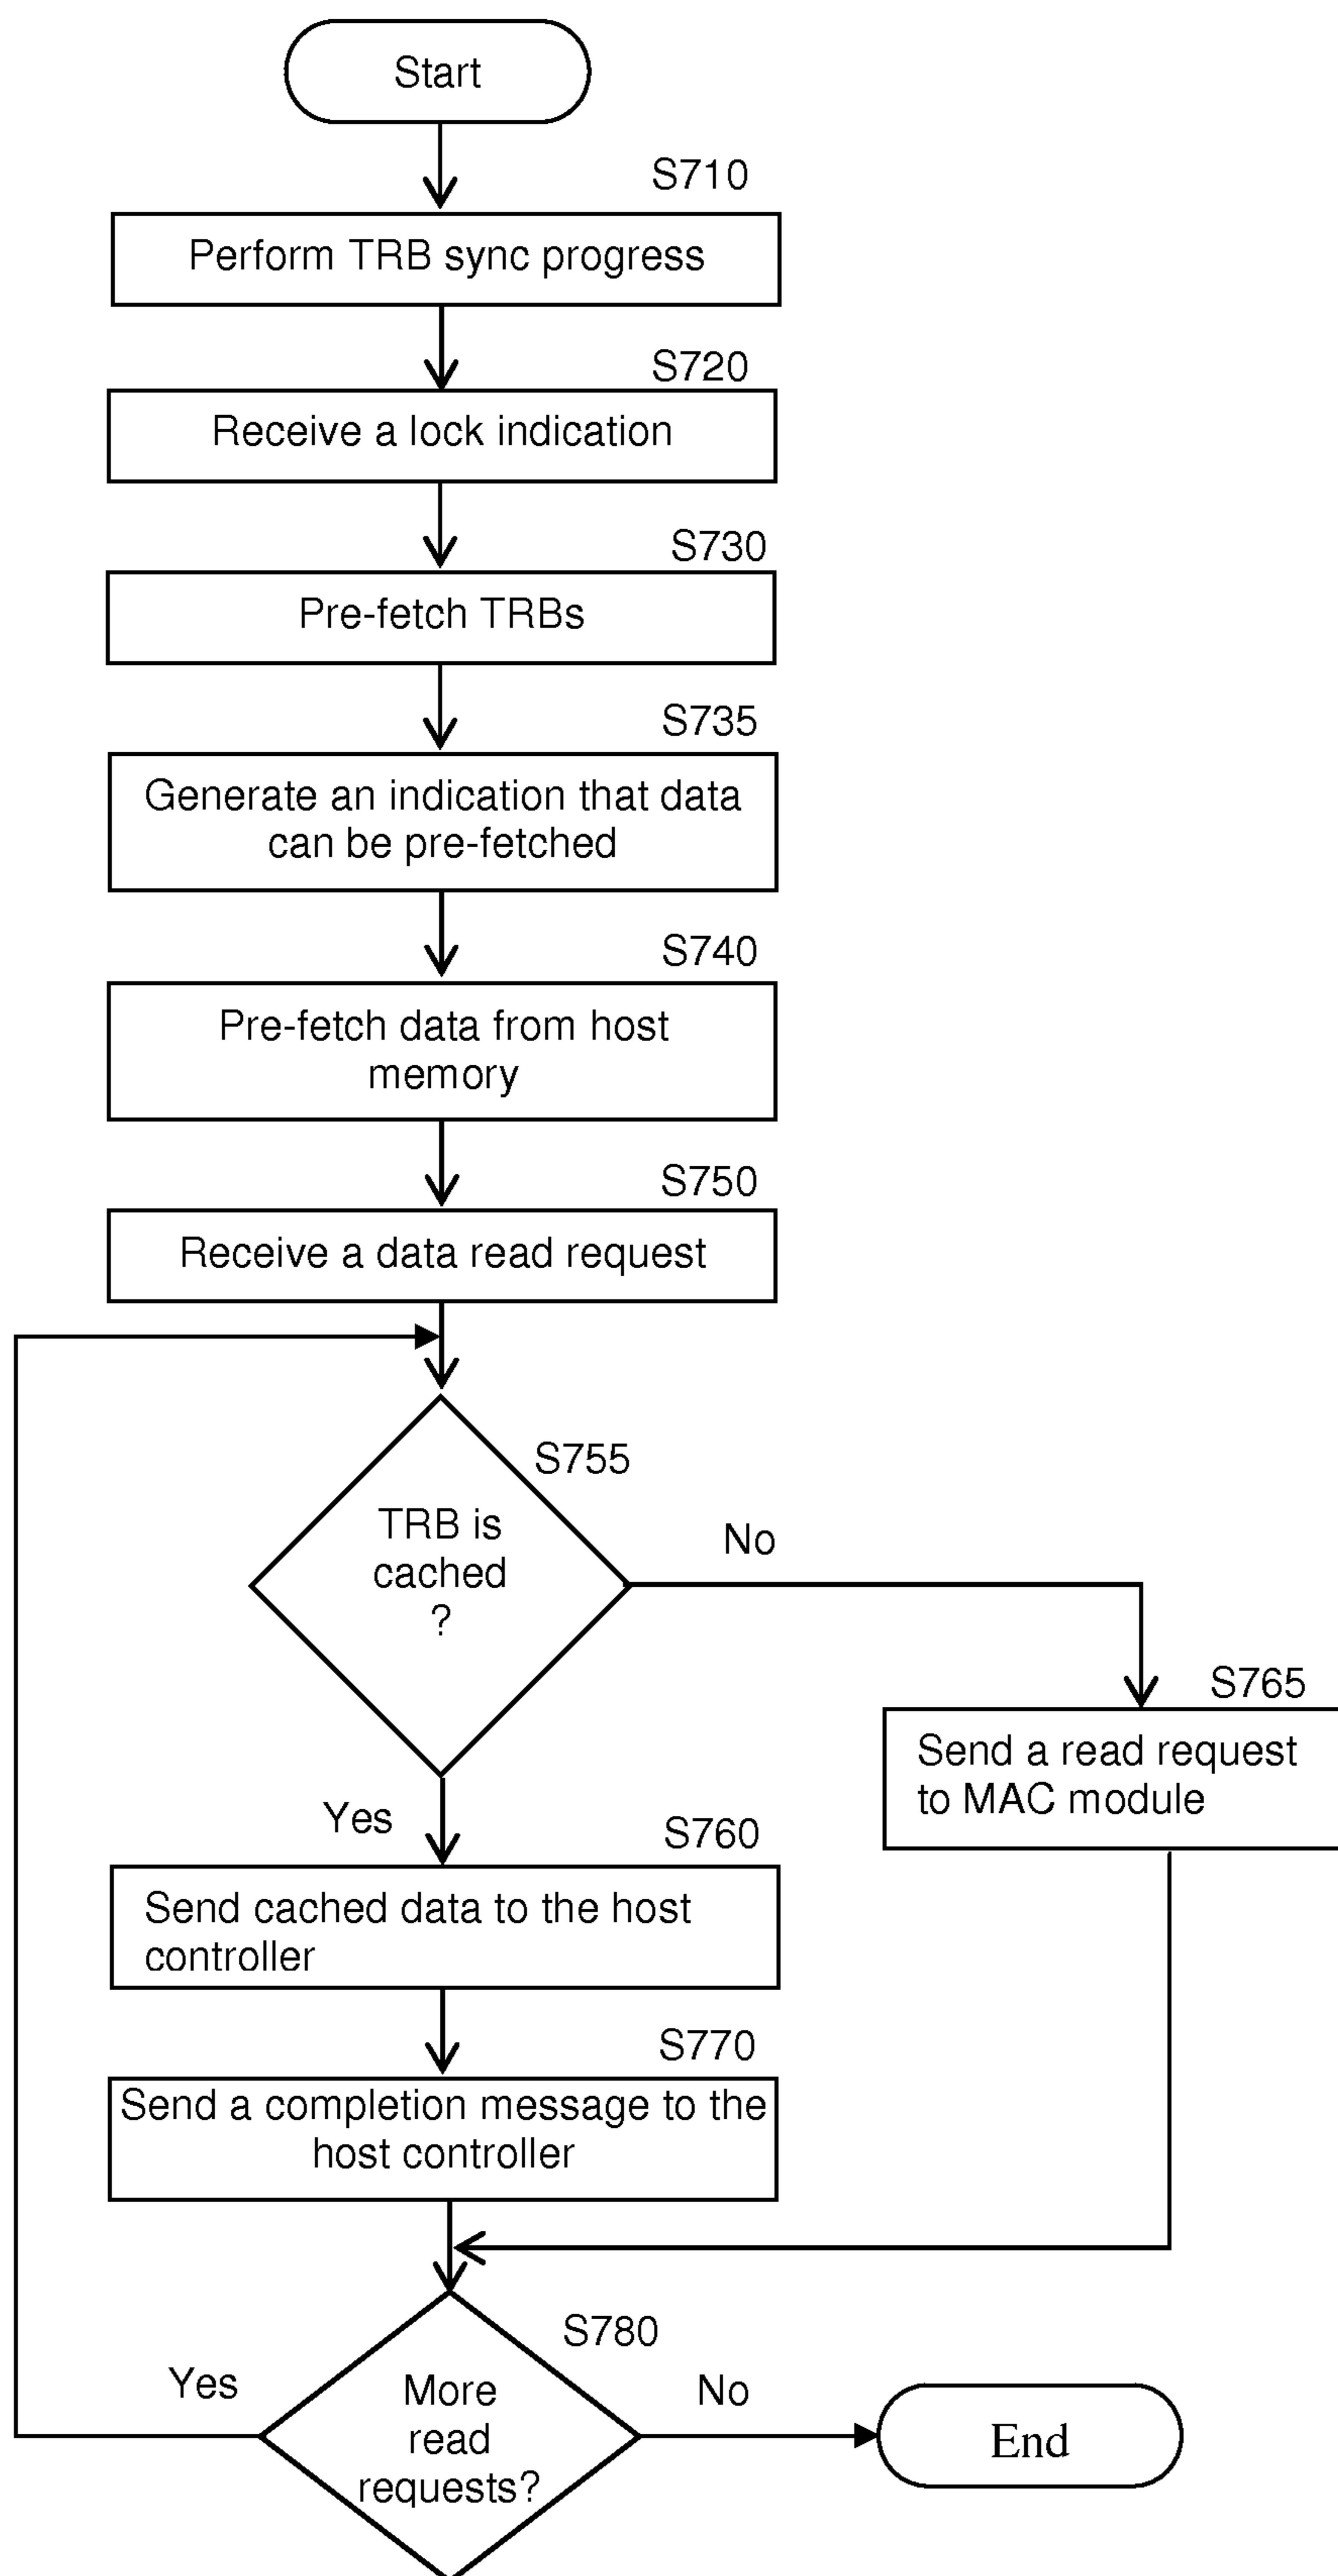 Start
S710
Perform TRB sync progress
S720
Receive a lock indication
S730
Pre-fetch TRBs
S735
Generate an indication that data
can be pre-fetched
S740
Pre-fetch data from host
memory
S750
Receive a data read request
S755
TRB is
cached
?
No
S765
Send a read request
to MAC module
Yes
S760
Send cached data to the host
controller
S770
Send a completion message to the
host controller
S780
Yes
More
read
requests?
No
End